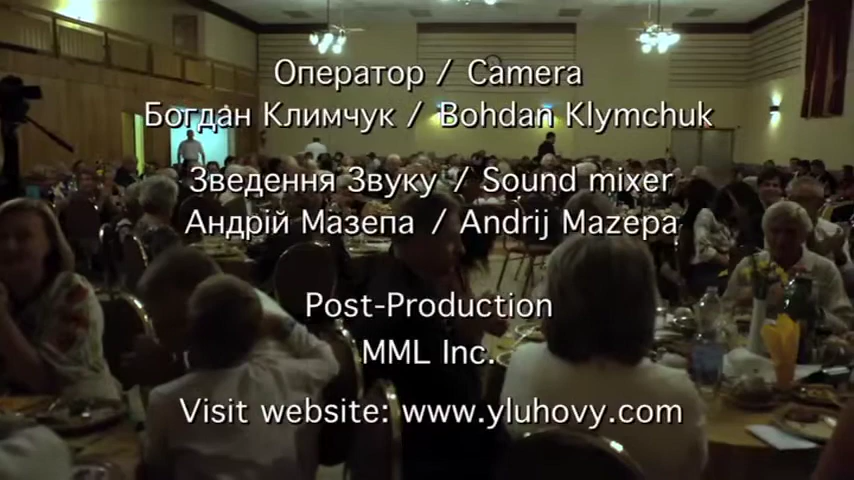 Оператор / Camera
Богдан Климчук / Bohdan Klymchuk
Зведення Звуку / Sound mixer
Андрій Мазепа / Andrij Mazepa
Post-Production
MML Inc.
Visit website: www.yluhovy.com